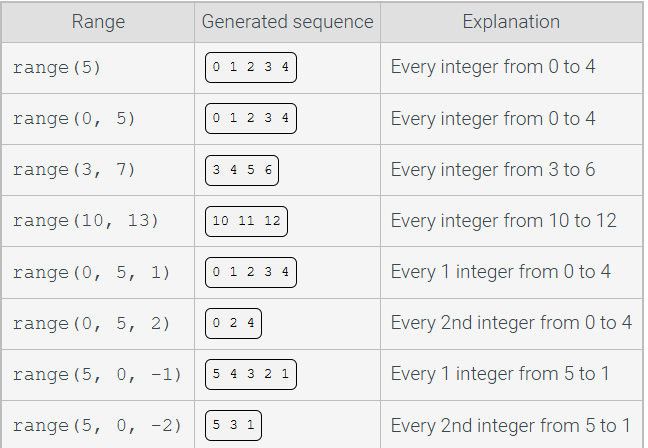 Range Generated sequence Explanation
range(5) 0 1 2 3 4 Every integer from 0 to 4
range(0, 5) 0 1 2 3 4 Every integer from 0 to 4
range(3, 7) 3 4 5 6 Every integer from 3 to 6
range(10, 13) 10 11 12 Every integer from 10 to 12
range(0, 5, 1) 0 1 2 3 4 Every 1 integer from 0 to 4
range(0, 5, 2) 0 2 4 Every 2nd integer from 0 to 4
range(5, 0, -1) 5 4 3 2 1 Every 1 integer from 5 to 1
range(5, 0, -2) 5 3 1 Every 2nd integer from 5 to 1